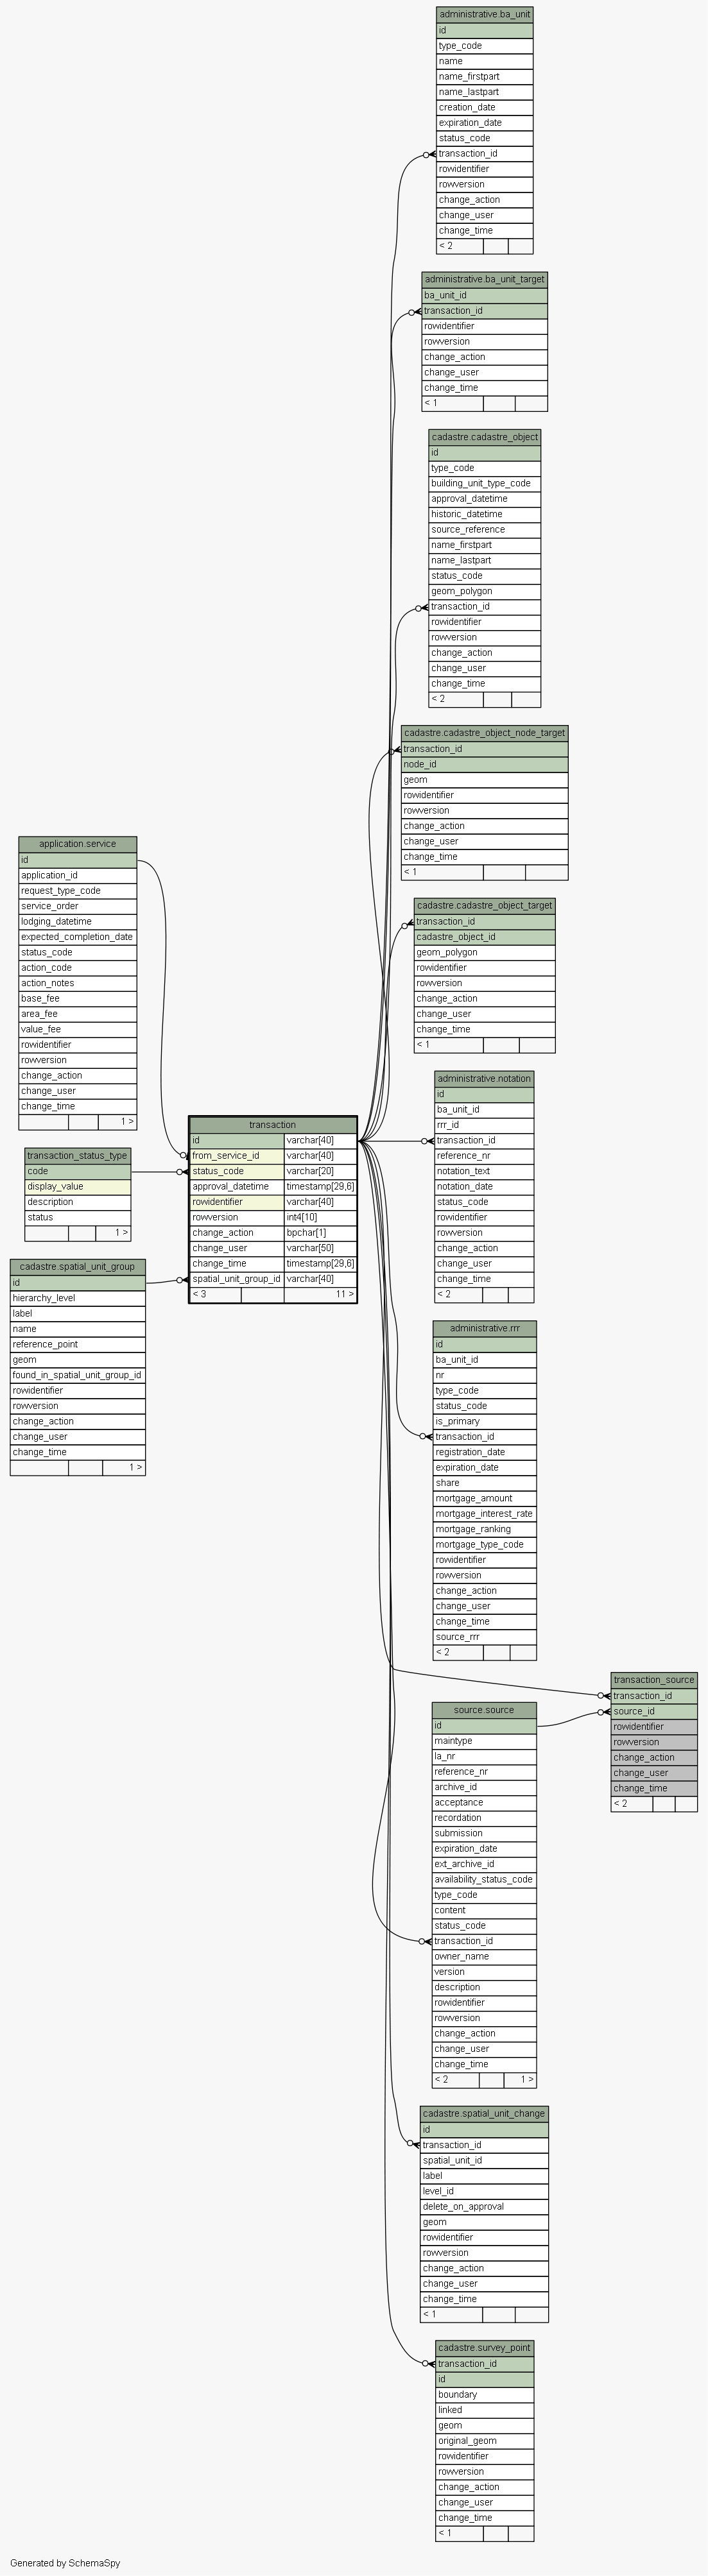 administrative.ba_unit
id
type_code
name
name_firstpart
name_lastpart
creation_date
expiration_date
status_code
transaction_id
rowidentifier
rowversion
change_action
change_user
change_time
< 2
administrative.ba_unit_target
ba_unit_id
transaction_id
rowidentifier
rowversion
change_action
change_user
change_time
< 1
cadastre.cadastre_object
id
type_code
building_unit_type_code
approval_datetime
historic_datetime
source_reference
name_firstpart
name_lastpart
status_code
geom_polygon
transaction_id
rowidentifier
rowversion
change_action
change_user
change_time
< 2
cadastre.cadastre_object_node_target
transaction_id
node_id
geom
rowidentifier
rowversion
change_action
change_user
change_time
< 1
application.service
id
application_id
request_type_code
service_order
lodging_datetime
expected_completion_date
status_code
action_code
action_notes
base_fee
area_fee
value_fee
rowidentifier
rowversion
change_action
change_user
change_time
1 >
cadastre.cadastre_object_target
transaction_id
cadastre_object_id
geom_polygon
rowidentifier
rowversion
change_action
change_user
change_time
< 1
transaction_status_type
code
display_value
description
status
1 >
cadastre.spatial_unit_group
id
hierarchy_level
label
name
reference_point
geom
found_in_spatial_unit_group_id
rowidentifier
rowversion
change_action
change_user
change_time
1 >
transaction
id varchar[40]
from_service_id varchar[40]
status_code varchar[20]
approval_datetime timestamp[29,6]
rowidentifier varchar[40]
rowversion int4[10]
change_action bpchar[1]
change_user varchar[50]
change_time timestamp[29,6]
spatial_unit_group_id varchar[40]
< 3 11 >
administrative.notation
id
ba_unit_id
rrr_id
transaction_id
reference_nr
notation_text
notation_date
status_code
rowidentifier
rowversion
change_action
change_user
change_time
< 2
administrative.rrr
id
ba_unit_id
nr
type_code
status_code
is_primary
transaction_id
registration_date
expiration_date
share
mortgage_amount
mortgage_interest_rate
mortgage_ranking
mortgage_type_code
rowidentifier
rowversion
change_action
change_user
change_time
source_rrr
< 2
transaction_source
transaction_id
source_id
rowidentifier
rowversion
change_action
change_user
change_time
< 2
source.source
id
maintype
la_nr
reference_nr
archive_id
acceptance
recordation
submission
expiration_date
ext_archive_id
availability_status_code
type_code
content
status_code
transaction_id
owner_name
version
description
rowidentifier
rowversion
change_action
change_user
change_time
< 2 1 >
cadastre.spatial_unit_change
id
transaction_id
spatial_unit_id
label
level_id
delete_on_approval
geom
rowidentifier
rowversion
change_action
change_user
change_time
< 1
cadastre.survey_point
transaction_id
id
boundary
linked
geom
original_geom
rowidentifier
rowversion
change_action
change_user
change_time
< 1
Generated by SchemaSpy